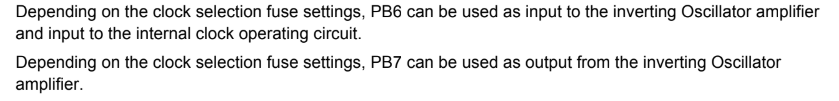 Depending on the clock selection fuse settings, PB6 can be used as input to the inverting Oscillator amplifier
and input to the internal clock operating circuit.
Depending on the clock selection fuse settings, PB7 can be used as output from the inverting Oscillator
amplifier.